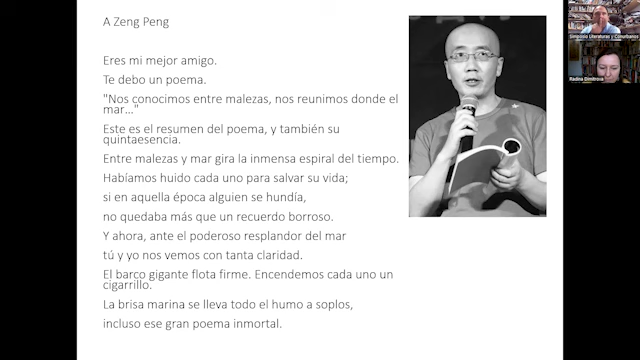 A Zeng Peng
Eres mi mejor amigo.
Te debo un poema.
"Nos conocimos entre malezas, nos reunimos donde el
mar…"
Este es el resumen del poema, y también su
quintaesencia.
Entre malezas y mar gira la inmensa espiral del tiempo.
Habíamos huido cada uno para salvar su vida;
si en aquella época alguien se hundía,
no quedaba más que un recuerdo borroso.
Y ahora, ante el poderoso resplandor del mar
tú y yo nos vemos con tanta claridad.
El barco gigante flota firme. Encendemos cada uno un
cigarrillo.
La brisa marina se lleva todo el humo a soplos,
incluso ese gran poema inmortal.
Simposio Literaturas y Conurbanos
Radina Dimitrova